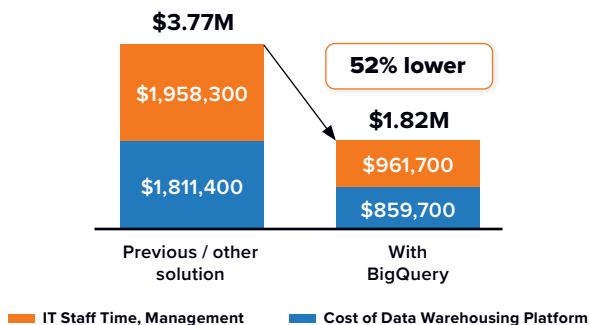 $3.77M
52% lower
$1,958,300
$1.82M
$961,700
$1,811,400
$859,700
Previous / other
solution
With
BigQuery
IT Staff Time, Management
Cost of Data Warehousing Platform